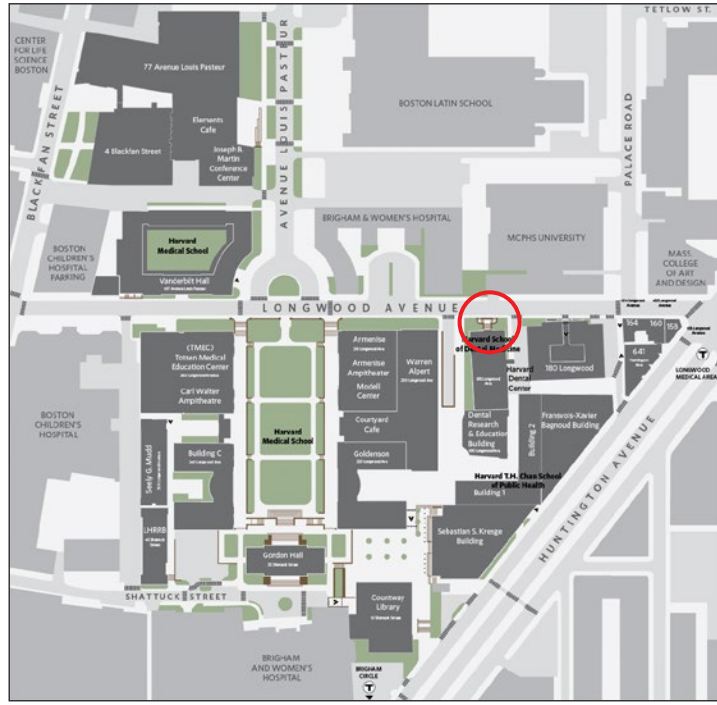 TETLOW ST.
CENTER
FOR LIFE
SCIENCE
BOSTON
77 Avenue Louis Pasteur
BOSTON LATIN SCHOOL
Elements
Cafe
4 Blackfan Street
Joseph B.
Martin
Conference
Center
BLACKFAN STREET
AVENUE LOUIS PASTEUR
PALACE ROAD
BRIGHAM & WOMEN'S HOSPITAL
MCPHS UNIVERSITY
BOSTON
CHILDREN'S
HOSPITAL
PARKING
Harvard
Medical School
Vanderbilt Hall
MASS.
COLLEGE
OF ART
AND DESIGN
LONGWOOD AVENUE
164
160
158
641
LONGWOOD
MEDICAL AREA
T
(TMEC)
Tosteson Medical
Education Center
Carl Walter
Ampitheatre
Armenise
Armenise
Ampitheater
Modell
Center
Warren
Alpert
Harvard School
of Dental Medicine
Harvard
Dental
Center
180 Longwood
BOSTON
CHILDREN'S
HOSPITAL
Harvard
Medical School
Courtyard
Cafe
Goldenson
Dental
Research
& Education
Building
Building 2
Bagnoud Building
Seely G. Mudd
Building C
Harvard T.H. Chan School
of Public Health
Building 1
HUNTINGTON AVENUE
LHRRB
Gordon Hall
Sebastian S. Kresge
Building
SHATTUCK STREET
Countway
Library
BRIGHAM
AND WOMEN'S
HOSPITAL
BRIGHAM
CIRCLE
T